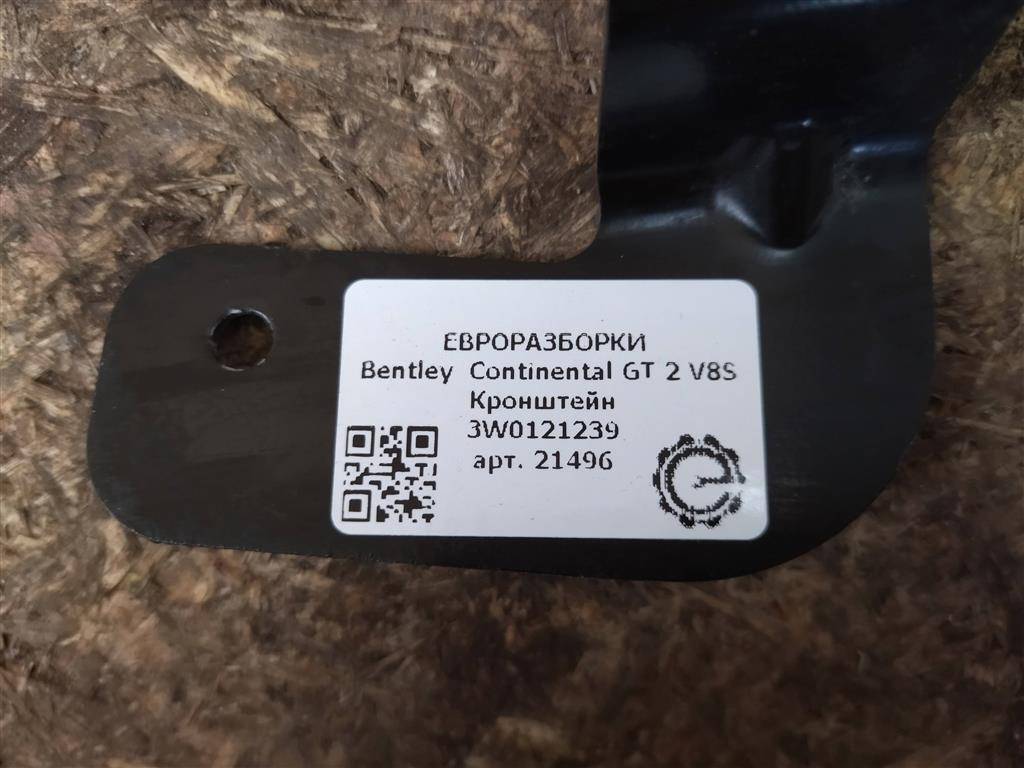 ЕВРОРАЗБОРКИ
Bentley Continental GT 2 V8S
Кронштейн
3W0121239
арт. 21496